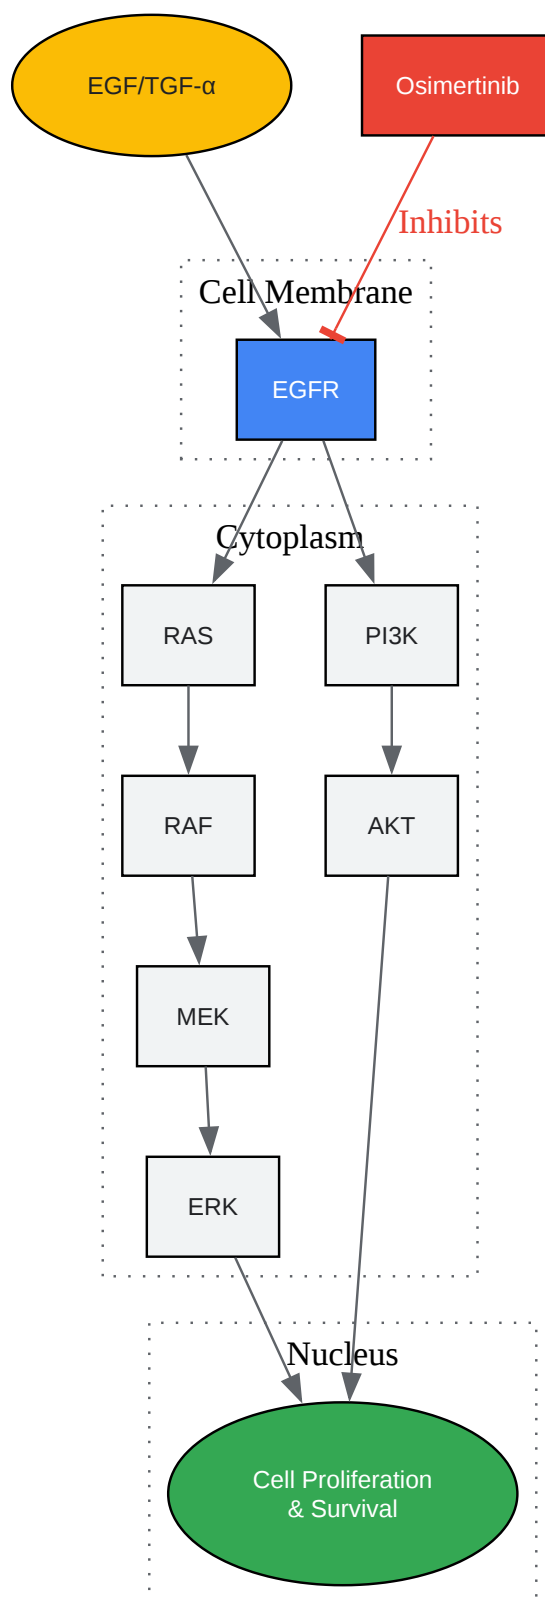 EGF/TGF-α
Osimertinib
Inhibits
Cell Membrane
EGFR
Cytoplasm
RAS
PI3K
RAF
AKT
MEK
ERK
Nucleus
Cell Proliferation
& Survival